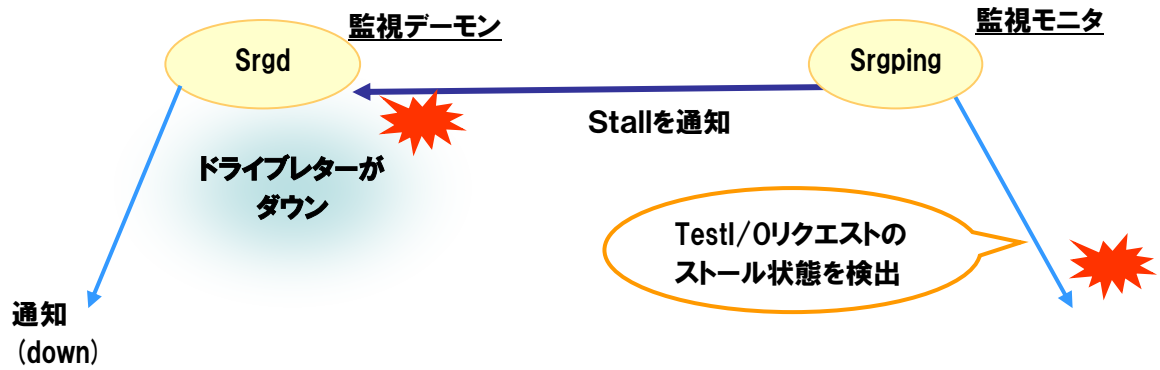 監視デーモン
Srgd
監視モニタ
Srgping
Stallを通知
ドライブレターが
ダウン
TestI/Oリクエストの
ストール状態を検出
通知
(down)